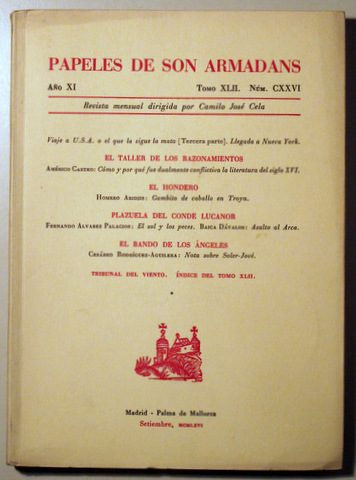 PAPELES DE SON ARMADANS
AÑO XI TOMO XLII. NÚM. CXXVI
Revista mensual dirigida por Camilo José Cela
Viaje a U.S.A. o el que la sigue la mata [Tercera parte]. Llegada a Nueva York.
EL TALLER DE LOS RAZONAMIENTOS
AMÉRICO CASTRO: Cómo y por qué fue dualmente conflictiva la literatura del siglo XVI.
EL HONDERO
HOMERO ARIDJIS: Gambito de caballo en Troya.
PLAZUELA DEL CONDE LUCANOR
FERNANDO ALVAREZ PALACIOS: El sol y los peces. BAICA DÁVALOS: Asalto al Arca.
EL BANDO DE LOS ÁNGELES
CESÁREO RODRÍGUEZ-AGUILERA: Nota sobre Soler-Jové.
TRIBUNAL DEL VIENTO. ÍNDICE DEL TOMO XLII.
Madrid - Palma de Mallorca
Setiembre, MCMLXVI